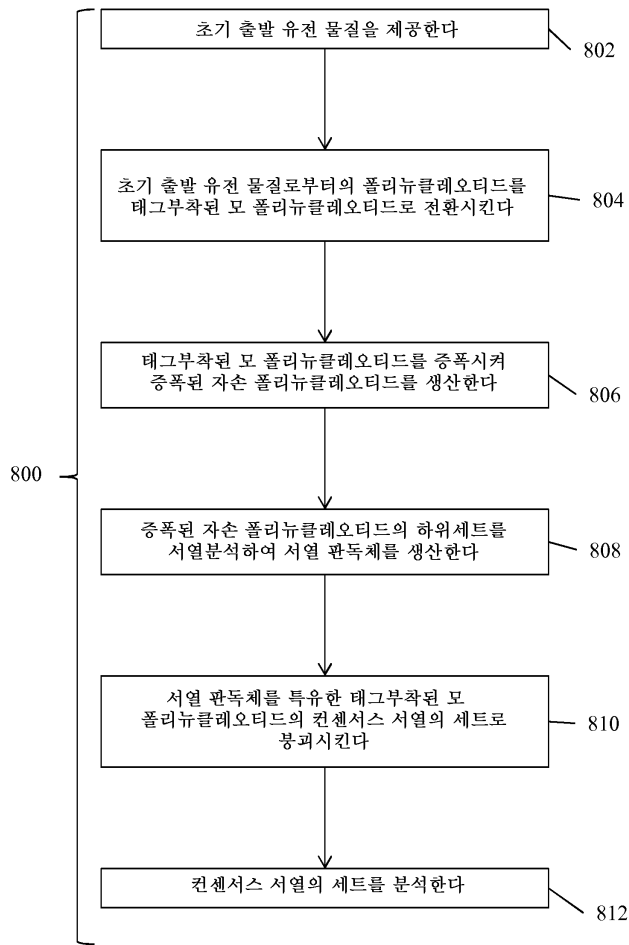 초기 출발 유전 물질을 제공한다
802
초기 출발 유전 물질로부터의 폴리뉴클레오티드를
태그부착된 모 폴리뉴클레오티드로 전환시킨다
804
태그부착된 모 폴리뉴클레오티드를 증폭시켜
증폭된 자손 폴리뉴클레오티드를 생산한다
806
800
증폭된 자손 폴리뉴클레오티드의 하위세트를
서열분석하여 서열 판독체를 생산한다
808
서열 판독체를 특유한 태그부착된 모
폴리뉴클레오티드의 컨센서스 서열의 세트로
붕괴시킨다
810
컨센서스 서열의 세트를 분석한다
812